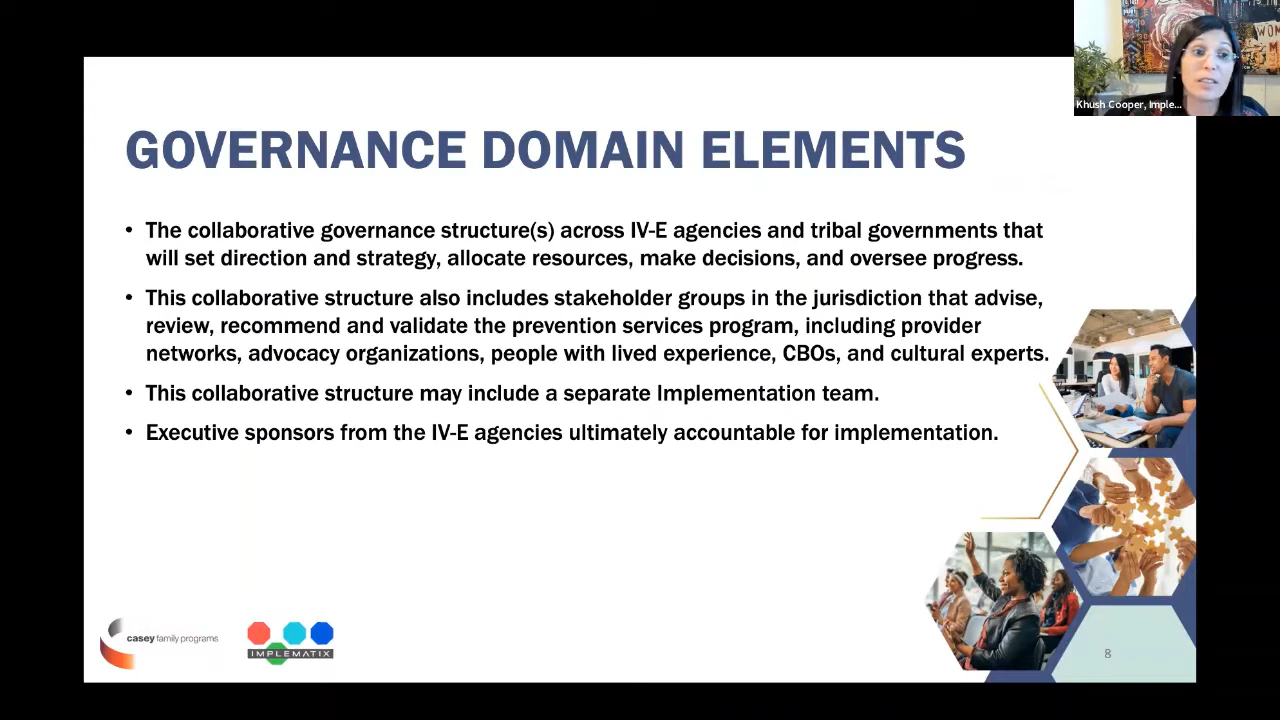 Khush Cooper, Imple...
GOVERNANCE DOMAIN ELEMENTS
• The collaborative governance structure(s) across IV-E agencies and tribal governments that
will set direction and strategy, allocate resources, make decisions, and oversee progress.
• This collaborative structure also includes stakeholder groups in the jurisdiction that advise,
review, recommend and validate the prevention services program, including provider
networks, advocacy organizations, people with lived experience, CBOs, and cultural experts.
• This collaborative structure may include a separate Implementation team.
• Executive sponsors from the IV-E agencies ultimately accountable for implementation.
casey family programs
IMPLEMATIX
8